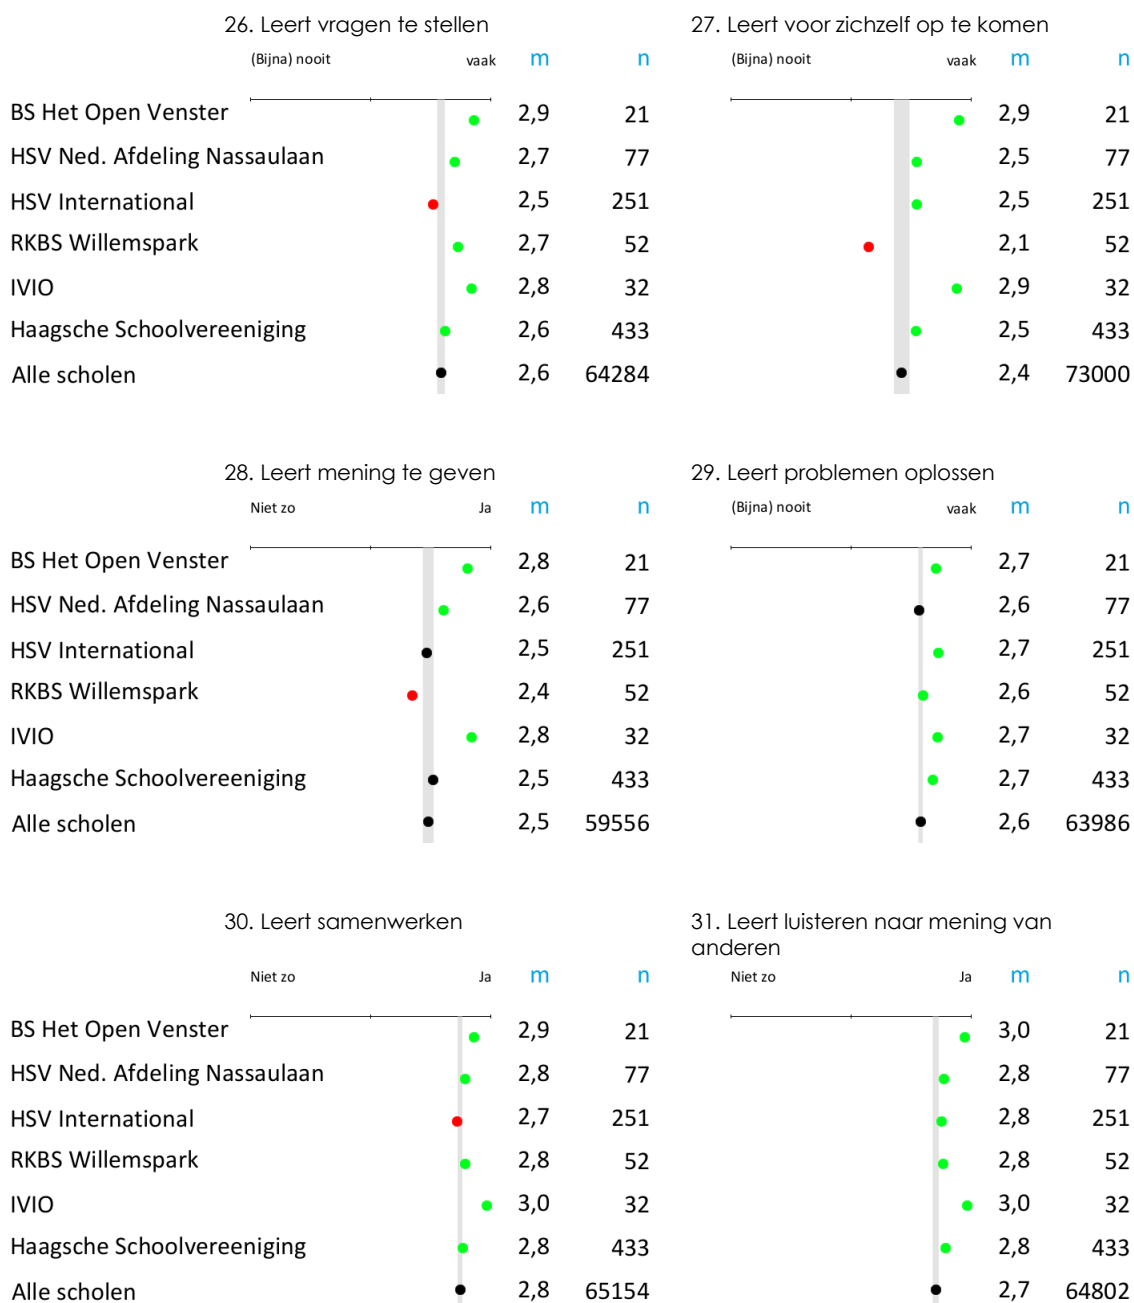 26. Leert vragen te stellen
(Bijna) nooit vaak m n
BS Het Open Venster 2,9 21
HSV Ned. Afdeling Nassaulaan 2,7 77
HSV International 2,5 251
RKBS Willemspark 2,7 52
IVIO 2,8 32
Haagsche Schoolvereeniging 2,6 433
Alle scholen 2,6 64284
27. Leert voor zichzelf op te komen
(Bijna) nooit vaak m n
2,9 21
2,5 77
2,5 251
2,1 52
2,9 32
2,5 433
2,4 73000
28. Leert mening te geven
Niet zo Ja m n
BS Het Open Venster 2,8 21
HSV Ned. Afdeling Nassaulaan 2,6 77
HSV International 2,5 251
RKBS Willemspark 2,4 52
IVIO 2,8 32
Haagsche Schoolvereeniging 2,5 433
Alle scholen 2,5 59556
29. Leert problemen oplossen
(Bijna) nooit vaak m n
2,7 21
2,6 77
2,7 251
2,6 52
2,7 32
2,7 433
2,6 63986
30. Leert samenwerken
Niet zo Ja m n
BS Het Open Venster 2,9 21
HSV Ned. Afdeling Nassaulaan 2,8 77
HSV International 2,7 251
RKBS Willemspark 2,8 52
IVIO 3,0 32
Haagsche Schoolvereeniging 2,8 433
Alle scholen 2,8 65154
31. Leert luisteren naar mening van
anderen
Niet zo Ja m n
3,0 21
2,8 77
2,8 251
2,8 52
3,0 32
2,8 433
2,7 64802